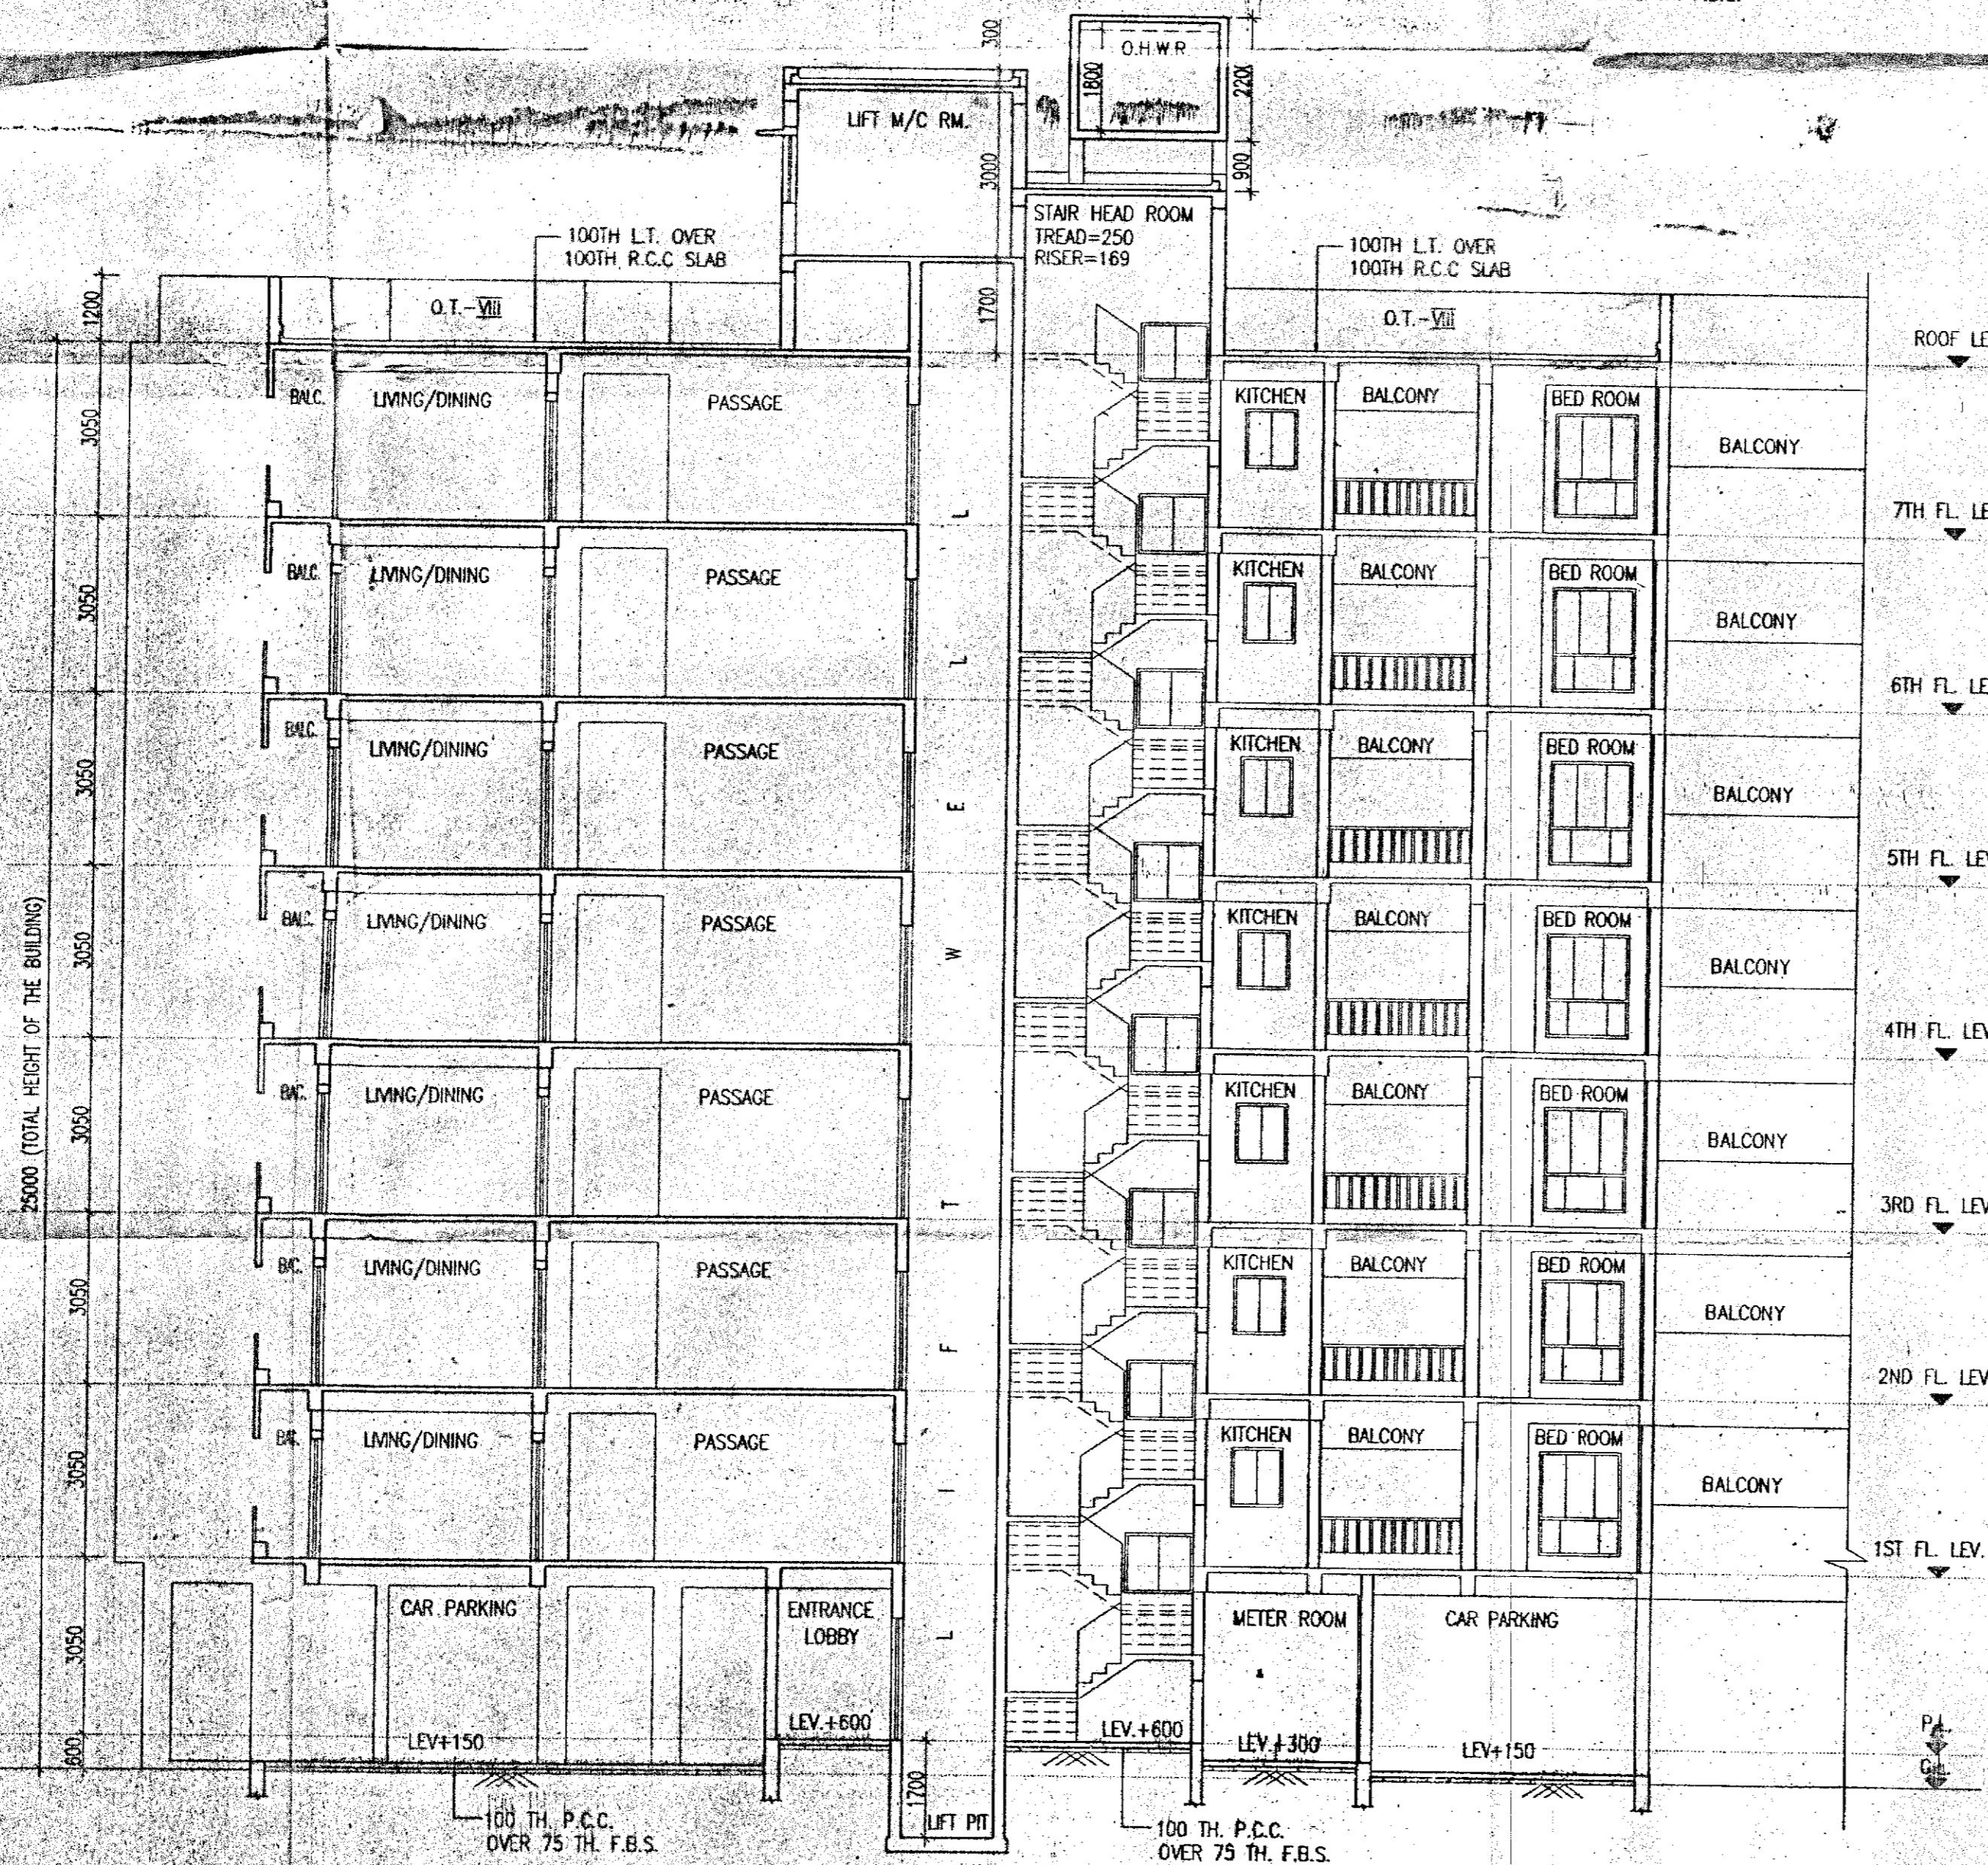 300
O.H.W.R
1800
2200
LIFT M/C RM.
3000
900
STAIR HEAD ROOM
TREAD=250
RISER=169
100TH L.T. OVER
100TH R.C.C SLAB
100TH L.T. OVER
100TH R.C.C SLAB
1200
O.T.-VIII
1700
O.T.-VIII
ROOF LE
3050
BALC.
LIVING/DINING
PASSAGE
KITCHEN
BALCONY
BED ROOM
BALCONY
7TH FL. LE
3050
BALC.
LIVING/DINING
PASSAGE
KITCHEN
BALCONY
BED ROOM
BALCONY
6TH FL. LE
3050
BALC.
LIVING/DINING
PASSAGE
KITCHEN
BALCONY
BED ROOM
BALCONY
5TH FL. LEV
3050
BALC.
LIVING/DINING
PASSAGE
KITCHEN
BALCONY
BED ROOM
BALCONY
4TH FL. LEV
3050
LIVING/DINING
PASSAGE
KITCHEN
BALCONY
BED ROOM
BALCONY
3RD FL. LEV
3050
LIVING/DINING
PASSAGE
KITCHEN
BALCONY
BED ROOM
BALCONY
2ND FL. LEV
3050
LIVING/DINING
PASSAGE
KITCHEN
BALCONY
BED ROOM
BALCONY
1ST FL. LEV.
25000 (TOTAL HEIGHT OF THE BUILDING)
LIFT WELL
3050
CAR PARKING
ENTRANCE
LOBBY
METER ROOM
CAR PARKING
600
LEV+150
LEV.+600
LEV.+600
LEV.+300
LEV+150
P.L.
G.L.
1700
LIFT PIT
100 TH. P.C.C.
OVER 75 TH. F.B.S.
100 TH. P.C.C.
OVER 75 TH. F.B.S.